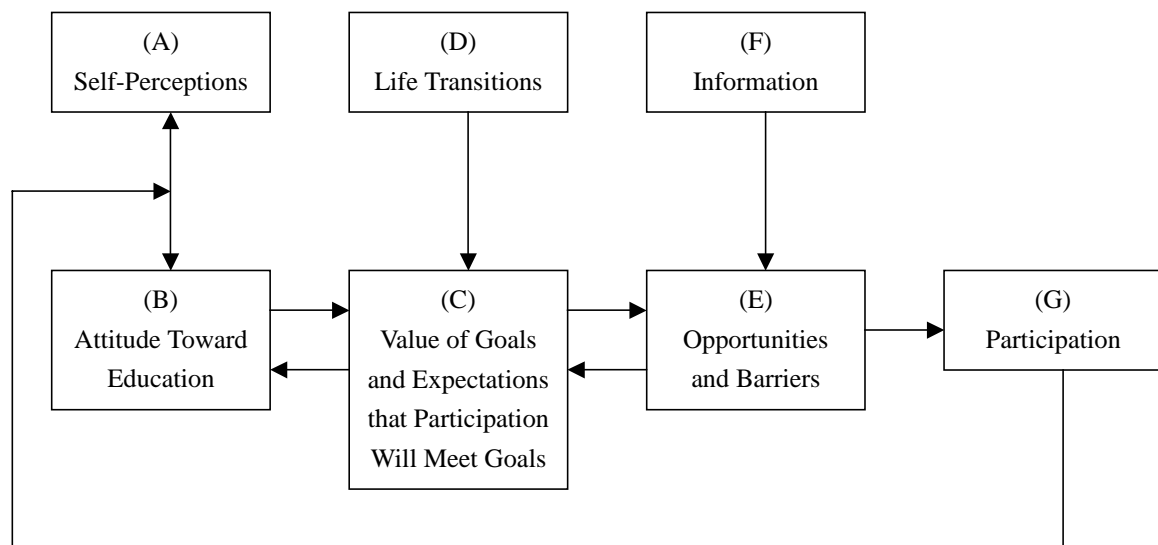 (A)
Self-Perceptions
(D)
Life Transitions
(F)
Information
(B)
Attitude Toward
Education
(C)
Value of Goals
and Expectations
that Participation
Will Meet Goals
(E)
Opportunities
and Barriers
(G)
Participation